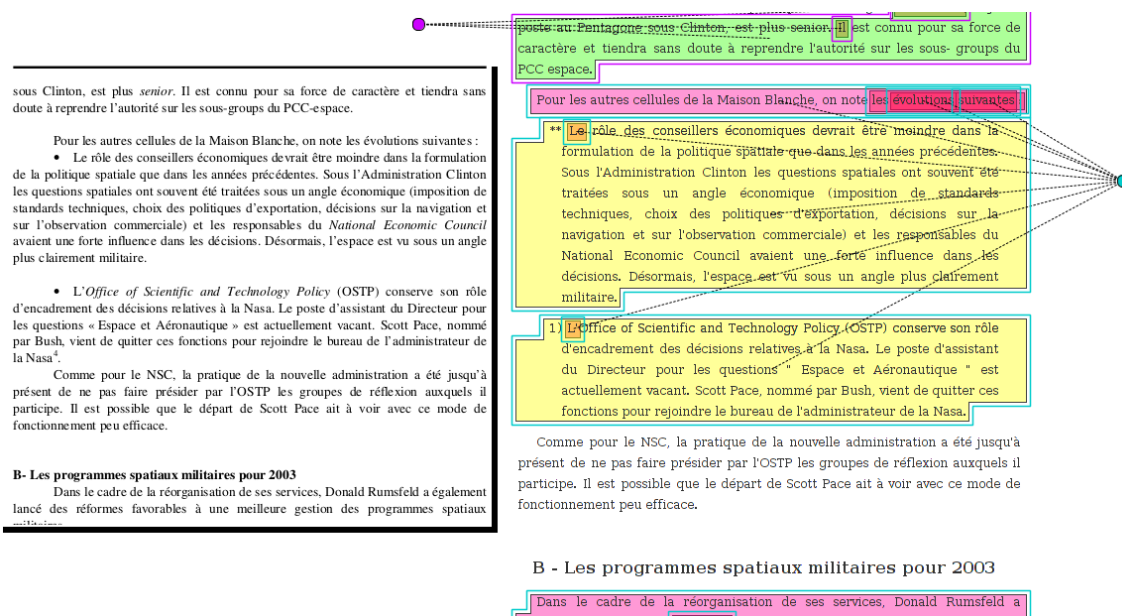 sous Clinton, est plus senior. Il est connu pour sa force de caractère et tiendra sans
doute à reprendre l'autorité sur les sous-groups du PCC-espace.
Pour les autres cellules de la Maison Blanche, on note les évolutions suivantes :
• Le rôle des conseillers économiques devrait être moindre dans la formulation
de la politique spatiale que dans les années précédentes. Sous l'Administration Clinton
les questions spatiales ont souvent été traitées sous un angle économique (imposition de
standards techniques, choix des politiques d'exportation, décisions sur la navigation et
sur l'observation commerciale) et les responsables du National Economic Council
avaient une forte influence dans les décisions. Désormais, l'espace est vu sous un angle
plus clairement militaire.
• L'Office of Scientific and Technology Policy (OSTP) conserve son rôle
d'encadrement des décisions relatives à la Nasa. Le poste d'assistant du Directeur pour
les questions « Espace et Aéronautique » est actuellement vacant. Scott Pace, nommé
par Bush, vient de quitter ces fonctions pour rejoindre le bureau de l'administrateur de
la Nasa⁴.
Comme pour le NSC, la pratique de la nouvelle administration a été jusqu'à
présent de ne pas faire présider par l'OSTP les groupes de réflexion auxquels il
participe. Il est possible que le départ de Scott Pace ait à voir avec ce mode de
fonctionnement peu efficace.
B- Les programmes spatiaux militaires pour 2003
Dans le cadre de la réorganisation de ses services, Donald Rumsfeld a également
lancé des réformes favorables à une meilleure gestion des programmes spatiaux
poste au Pentagone sous Clinton, est plus senior. Il est connu pour sa force de
caractère et tiendra sans doute à reprendre l'autorité sur les sous- groups du
PCC espace.
Pour les autres cellules de la Maison Blanche, on note les évolutions suivantes :
** Le rôle des conseillers économiques devrait être moindre dans la
formulation de la politique spatiale que dans les années précédentes.
Sous l'Administration Clinton les questions spatiales ont souvent été
traitées sous un angle économique (imposition de standards
techniques, choix des politiques d'exportation, décisions sur la
navigation et sur l'observation commerciale) et les responsables du
National Economic Council avaient une forte influence dans les
décisions. Désormais, l'espace est vu sous un angle plus clairement
militaire.
1) L'Office of Scientific and Technology Policy (OSTP) conserve son rôle
d'encadrement des décisions relatives à la Nasa. Le poste d'assistant
du Directeur pour les questions " Espace et Aéronautique " est
actuellement vacant. Scott Pace, nommé par Bush, vient de quitter ces
fonctions pour rejoindre le bureau de l'administrateur de la Nasa.
Comme pour le NSC, la pratique de la nouvelle administration a été jusqu'à
présent de ne pas faire présider par l'OSTP les groupes de réflexion auxquels il
participe. Il est possible que le départ de Scott Pace ait à voir avec ce mode de
fonctionnement peu efficace.
B - Les programmes spatiaux militaires pour 2003
Dans le cadre de la réorganisation de ses services, Donald Rumsfeld a